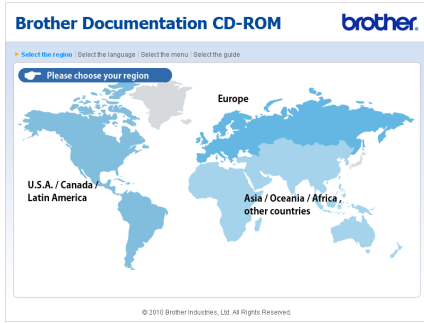 Brother Documentation CD-ROM
brother.
Select the region | Select the language | Select the menu | Select the guide
Please choose your region
Europe
U.S.A. / Canada /
Latin America
Asia / Oceania / Africa ,
other countries
© 2010 Brother Industries, Ltd. All Rights Reserved.